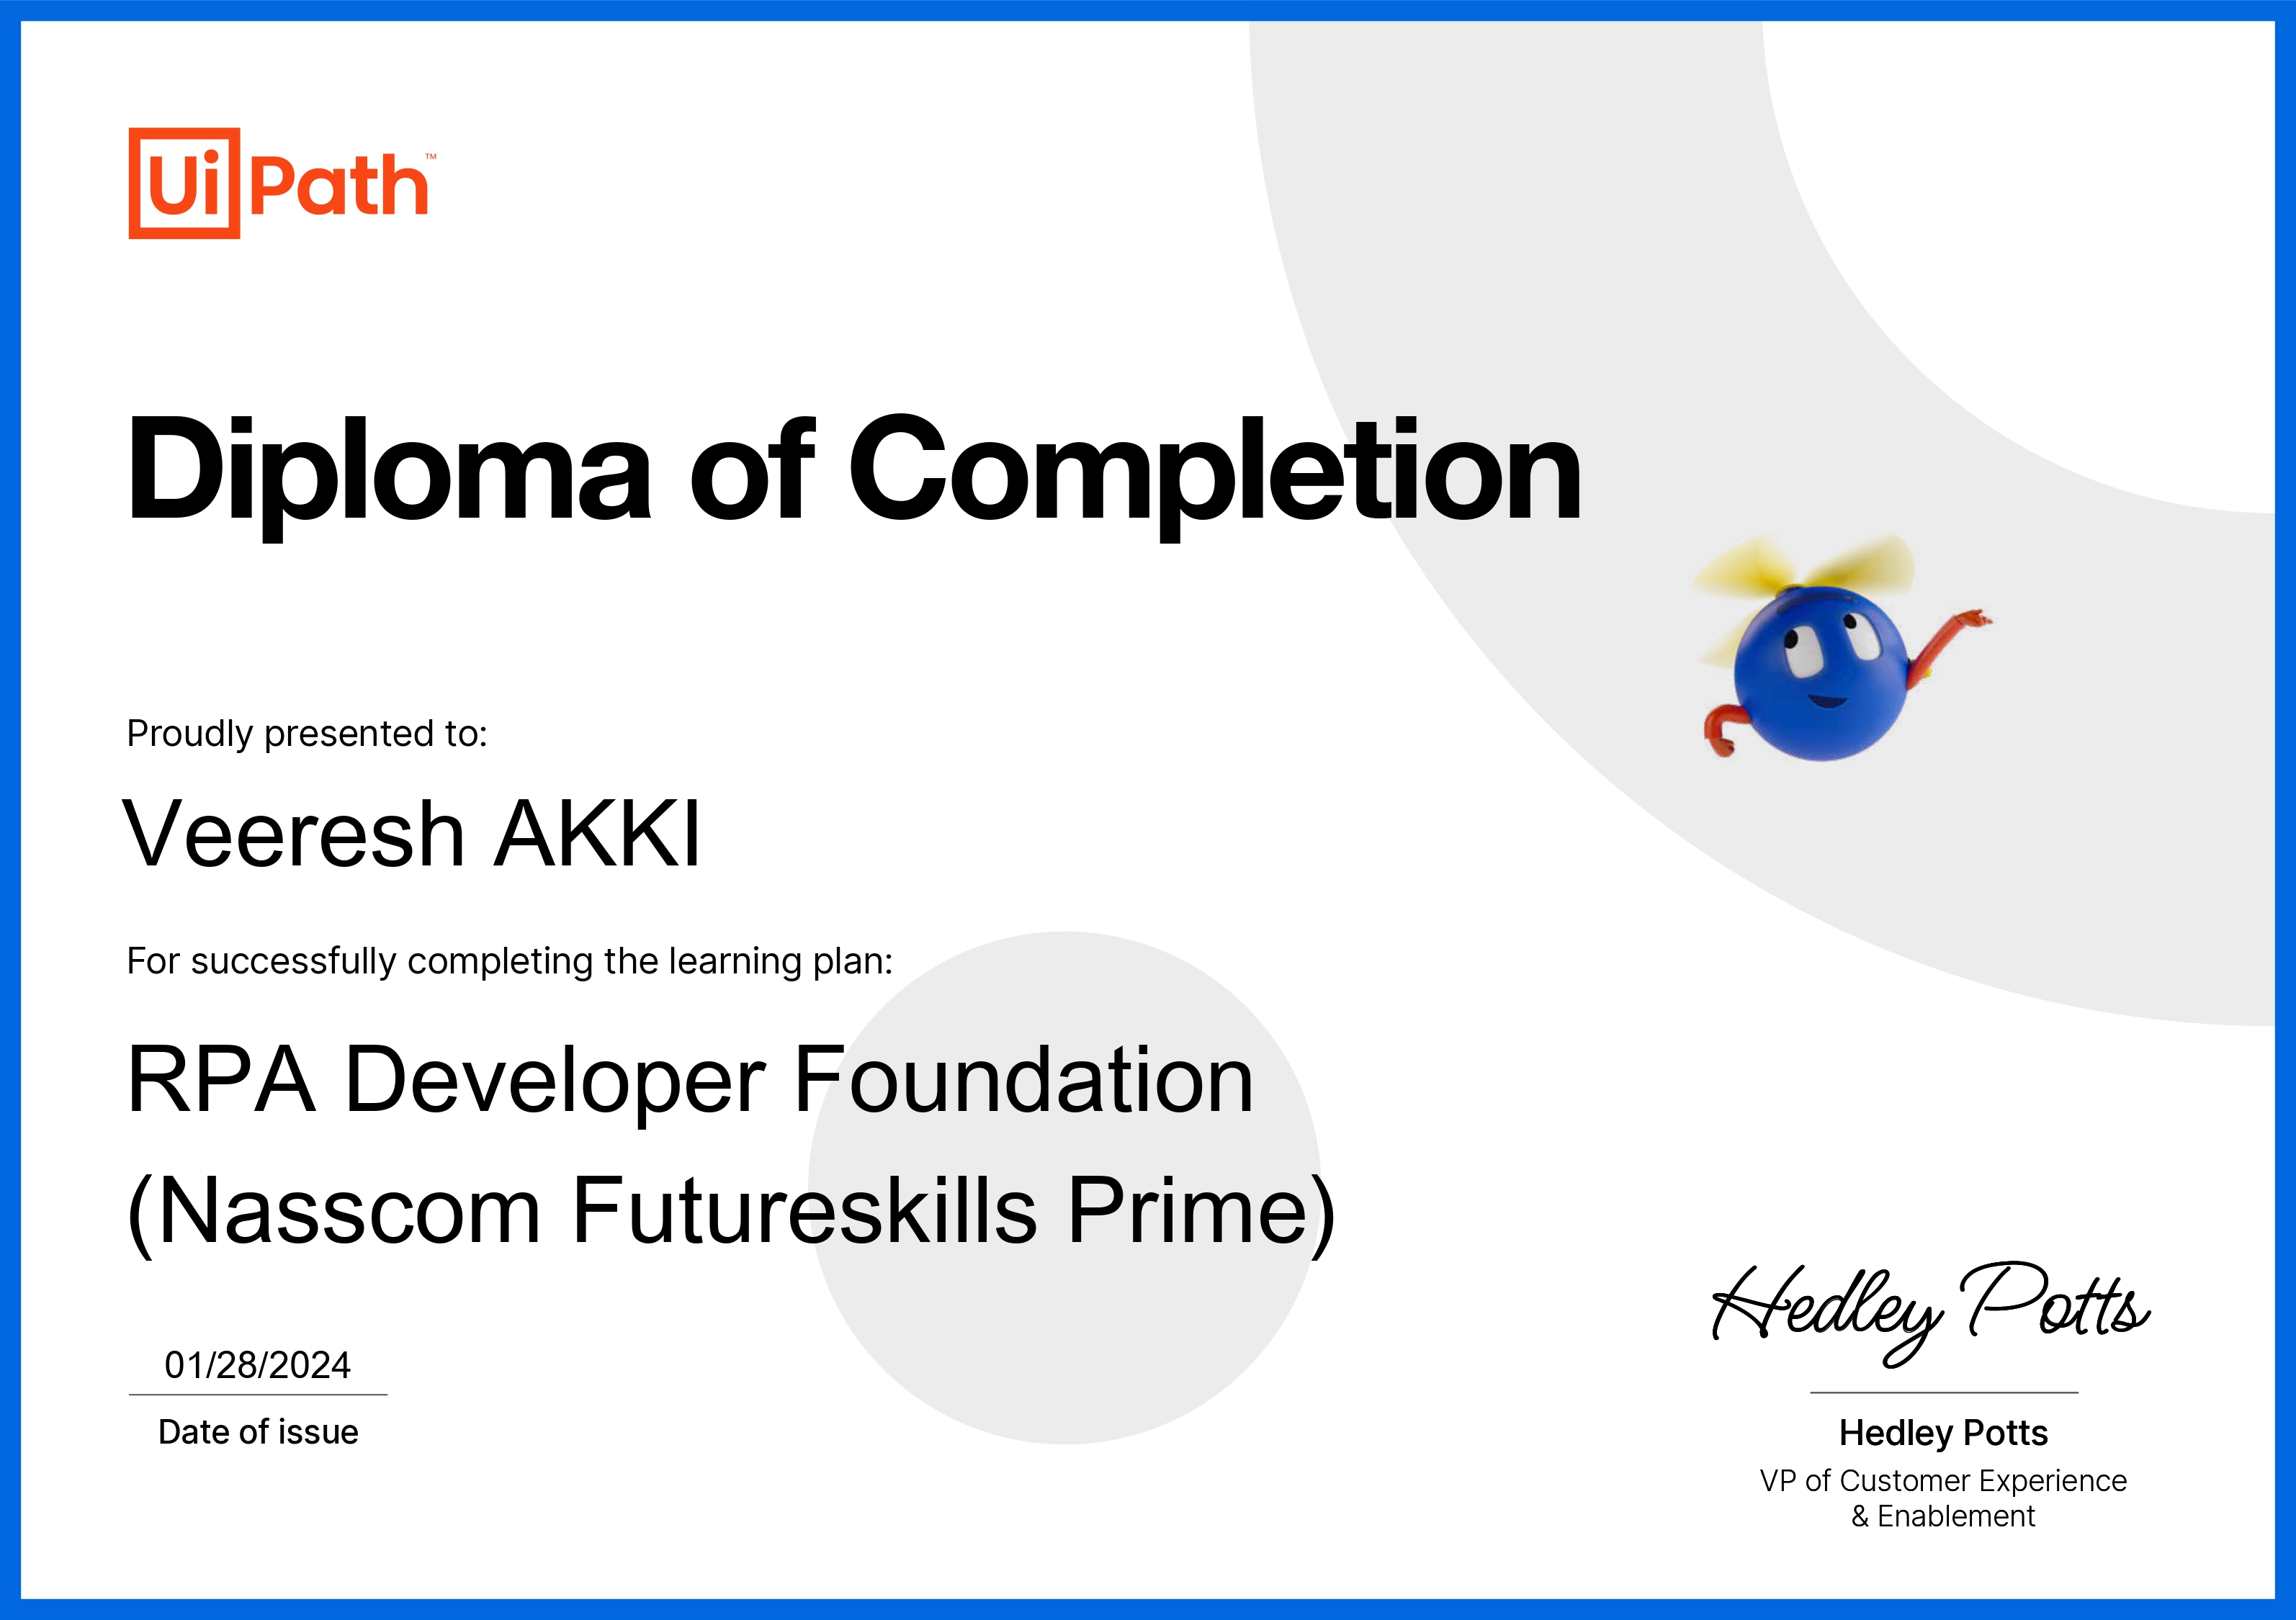 UiPath™
Diploma of Completion
Proudly presented to:
Veeresh AKKI
For successfully completing the learning plan:
RPA Developer Foundation
(Nasscom Futureskills Prime)
01/28/2024
Date of issue
Hedley Potts
Hedley Potts
VP of Customer Experience
& Enablement